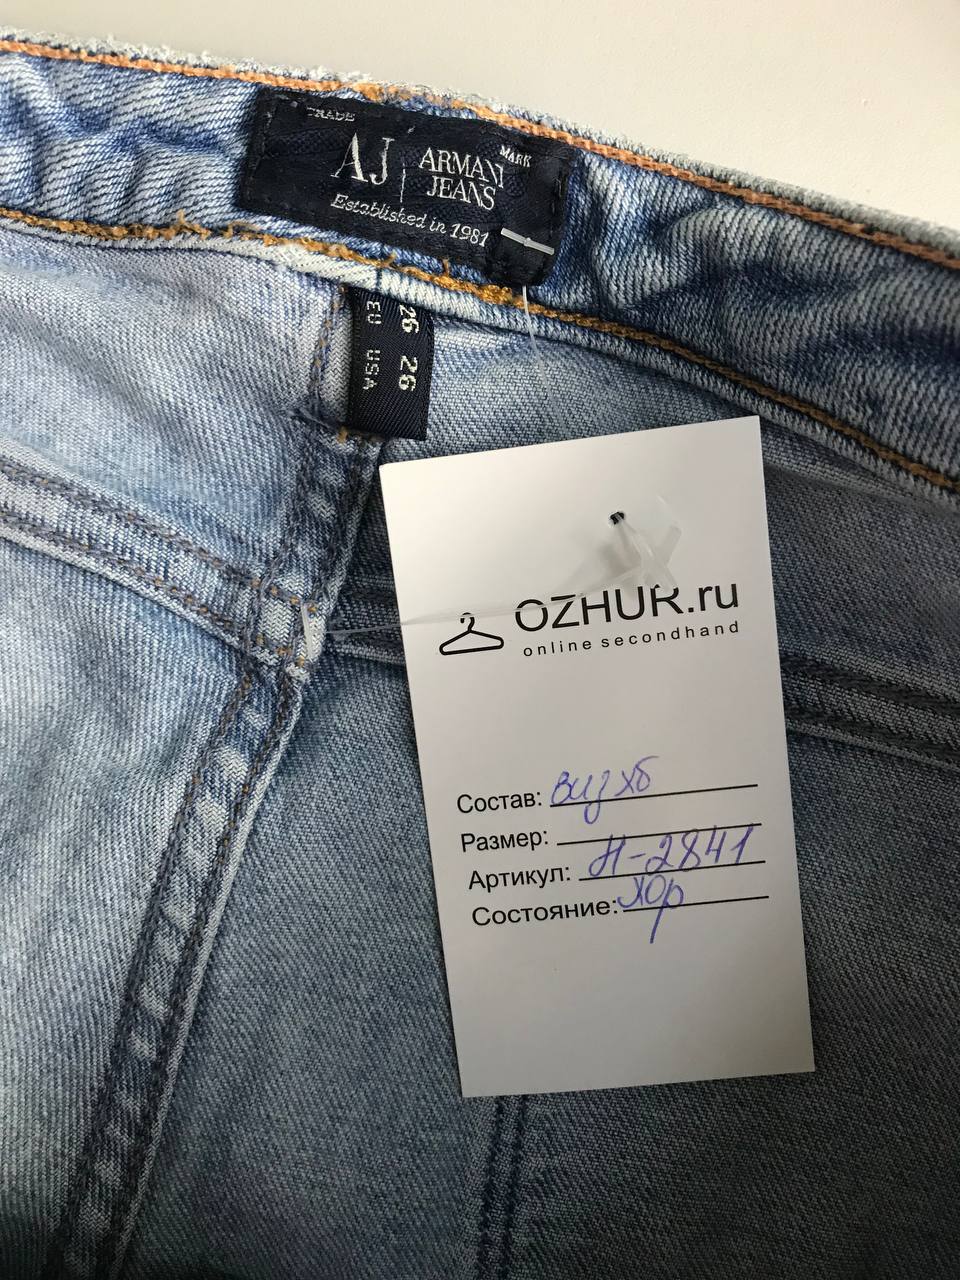 TRADE MARK
AJ ARMANI
JEANS
Established in 1981
26 26
EU USA
OZHUR.ru
online secondhand
Состав: виз хб
Размер:
Артикул: Н-2841
Состояние: хор